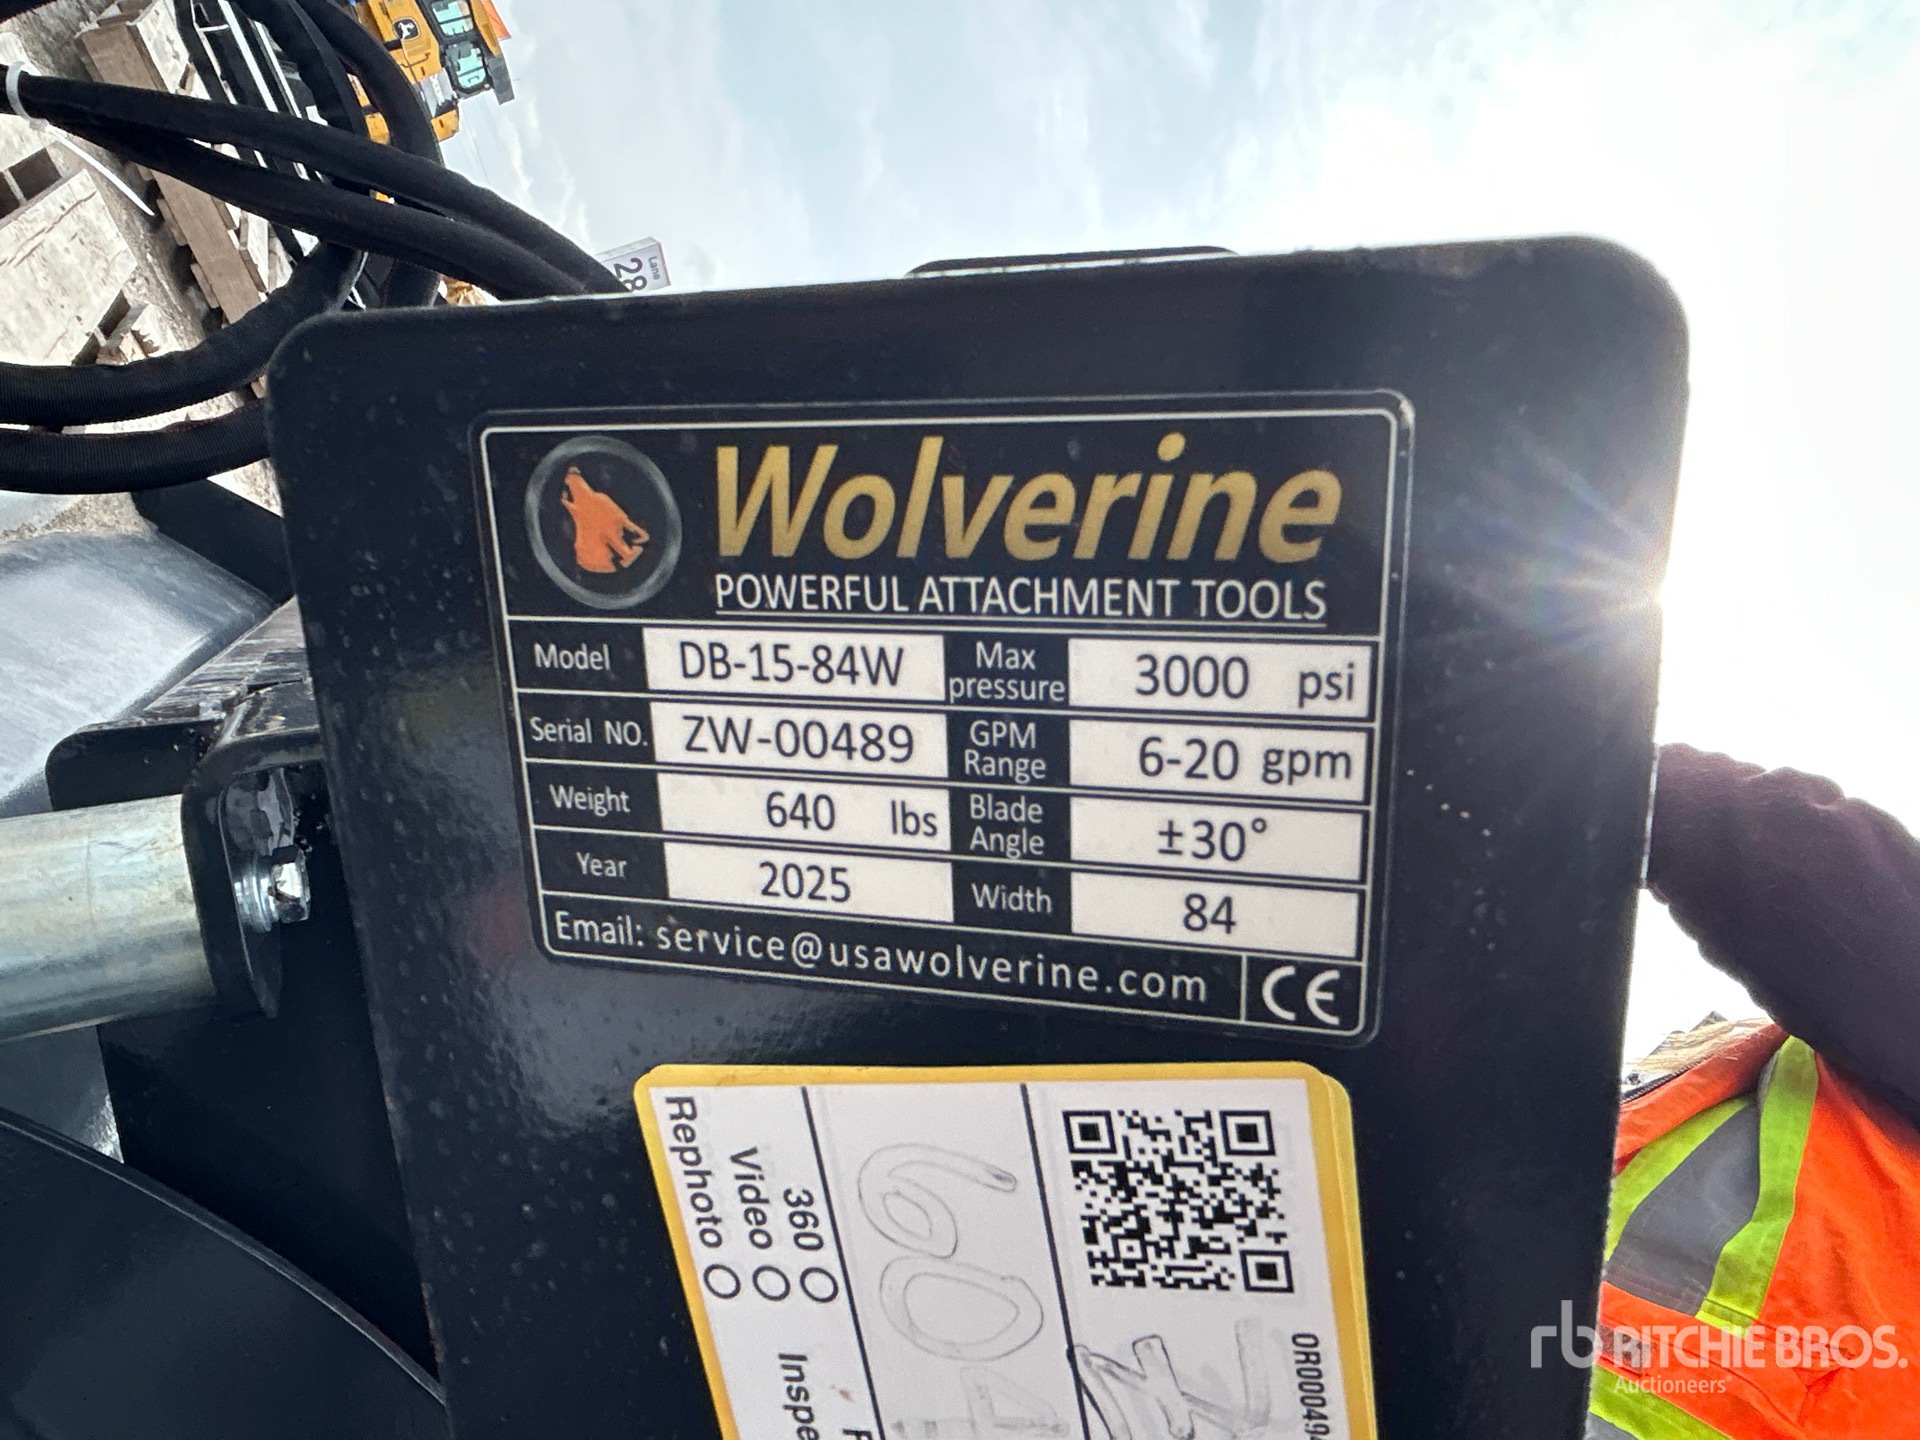 Lane
28
Wolverine
POWERFUL ATTACHMENT TOOLS
Model DB-15-84W Max pressure 3000 psi
Serial NO. ZW-00489 GPM Range 6-20 gpm
Weight 640 lbs Blade Angle ±30°
Year 2025 Width 84
Email: service@usawolverine.com CE
360
Video
Rephoto
rb RITCHIE BROS.
Auctioneers